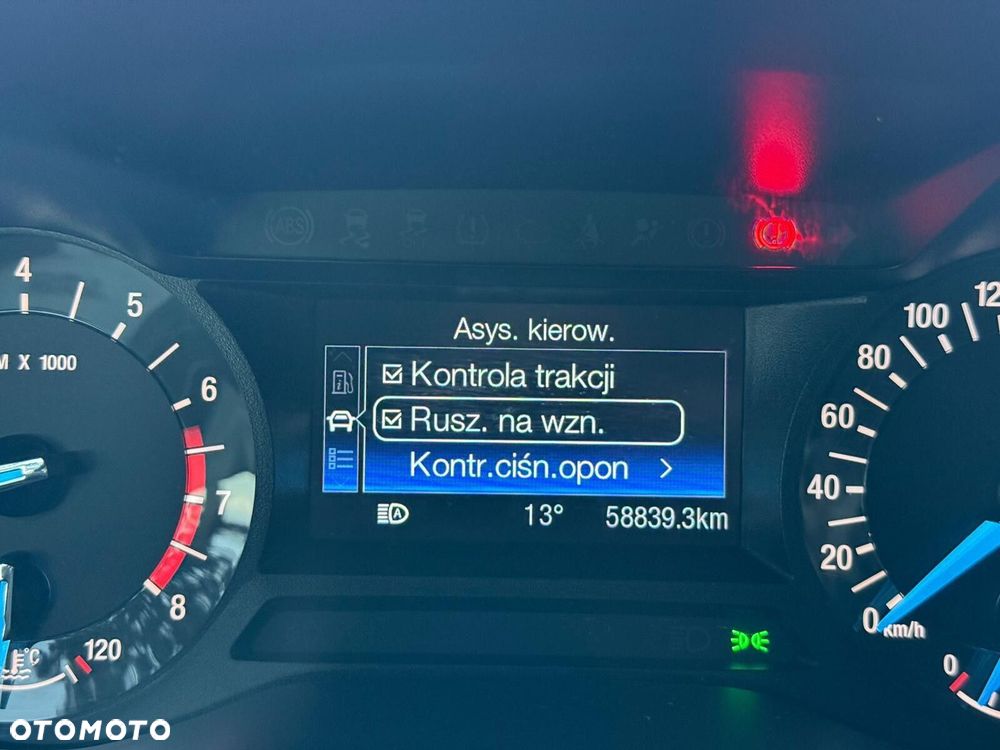 ABS
4
5
6
7
8
M X 1000
120
°C
Asys. kierow.
Kontrola trakcji
Rusz. na wzn.
Kontr.ciśn.opon
A
13°
58839.3km
100
80
60
40
20
0
km/h
0
OTOMOTO